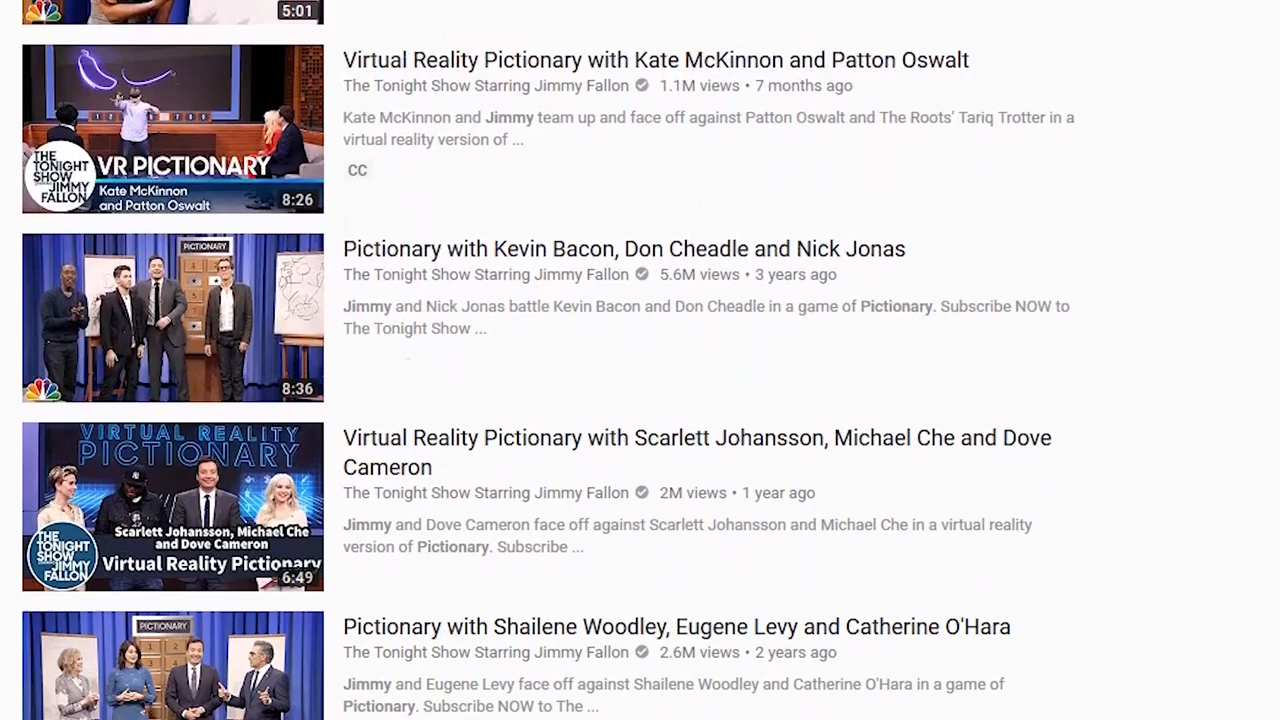 5:01
Virtual Reality Pictionary with Kate McKinnon and Patton Oswalt
The Tonight Show Starring Jimmy Fallon 1.1M views • 7 months ago
Kate McKinnon and Jimmy team up and face off against Patton Oswalt and The Roots' Tariq Trotter in a
virtual reality version of ...
CC
THE
TONIGHT
SHOW
JIMMY
FALLON
VR PICTIONARY
Kate McKinnon
and Patton Oswalt
8:26
PICTIONARY
8:36
Pictionary with Kevin Bacon, Don Cheadle and Nick Jonas
The Tonight Show Starring Jimmy Fallon 5.6M views • 3 years ago
Jimmy and Nick Jonas battle Kevin Bacon and Don Cheadle in a game of Pictionary. Subscribe NOW to
The Tonight Show ...
VIRTUAL REALITY
PICTIONARY
THE
TONIGHT
SHOW
JIMMY
FALLON
Scarlett Johansson, Michael Che
and Dove Cameron
Virtual Reality Pictionary
6:49
Virtual Reality Pictionary with Scarlett Johansson, Michael Che and Dove
Cameron
The Tonight Show Starring Jimmy Fallon 2M views • 1 year ago
Jimmy and Dove Cameron face off against Scarlett Johansson and Michael Che in a virtual reality
version of Pictionary. Subscribe ...
PICTIONARY
1 2
3 4
Pictionary with Shailene Woodley, Eugene Levy and Catherine O'Hara
The Tonight Show Starring Jimmy Fallon 2.6M views • 2 years ago
Jimmy and Eugene Levy face off against Shailene Woodley and Catherine O'Hara in a game of
Pictionary. Subscribe NOW to The ...